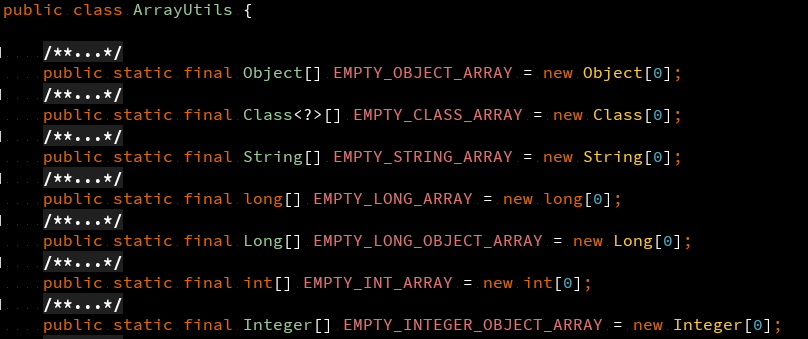 public class ArrayUtils {
/**...*/
public static final Object[] EMPTY_OBJECT_ARRAY = new Object[0];
/**...*/
public static final Class<?>[] EMPTY_CLASS_ARRAY = new Class[0];
/**...*/
public static final String[] EMPTY_STRING_ARRAY = new String[0];
/**...*/
public static final long[] EMPTY_LONG_ARRAY = new long[0];
/**...*/
public static final Long[] EMPTY_LONG_OBJECT_ARRAY = new Long[0];
/**...*/
public static final int[] EMPTY_INT_ARRAY = new int[0];
/**...*/
public static final Integer[] EMPTY_INTEGER_OBJECT_ARRAY = new Integer[0];